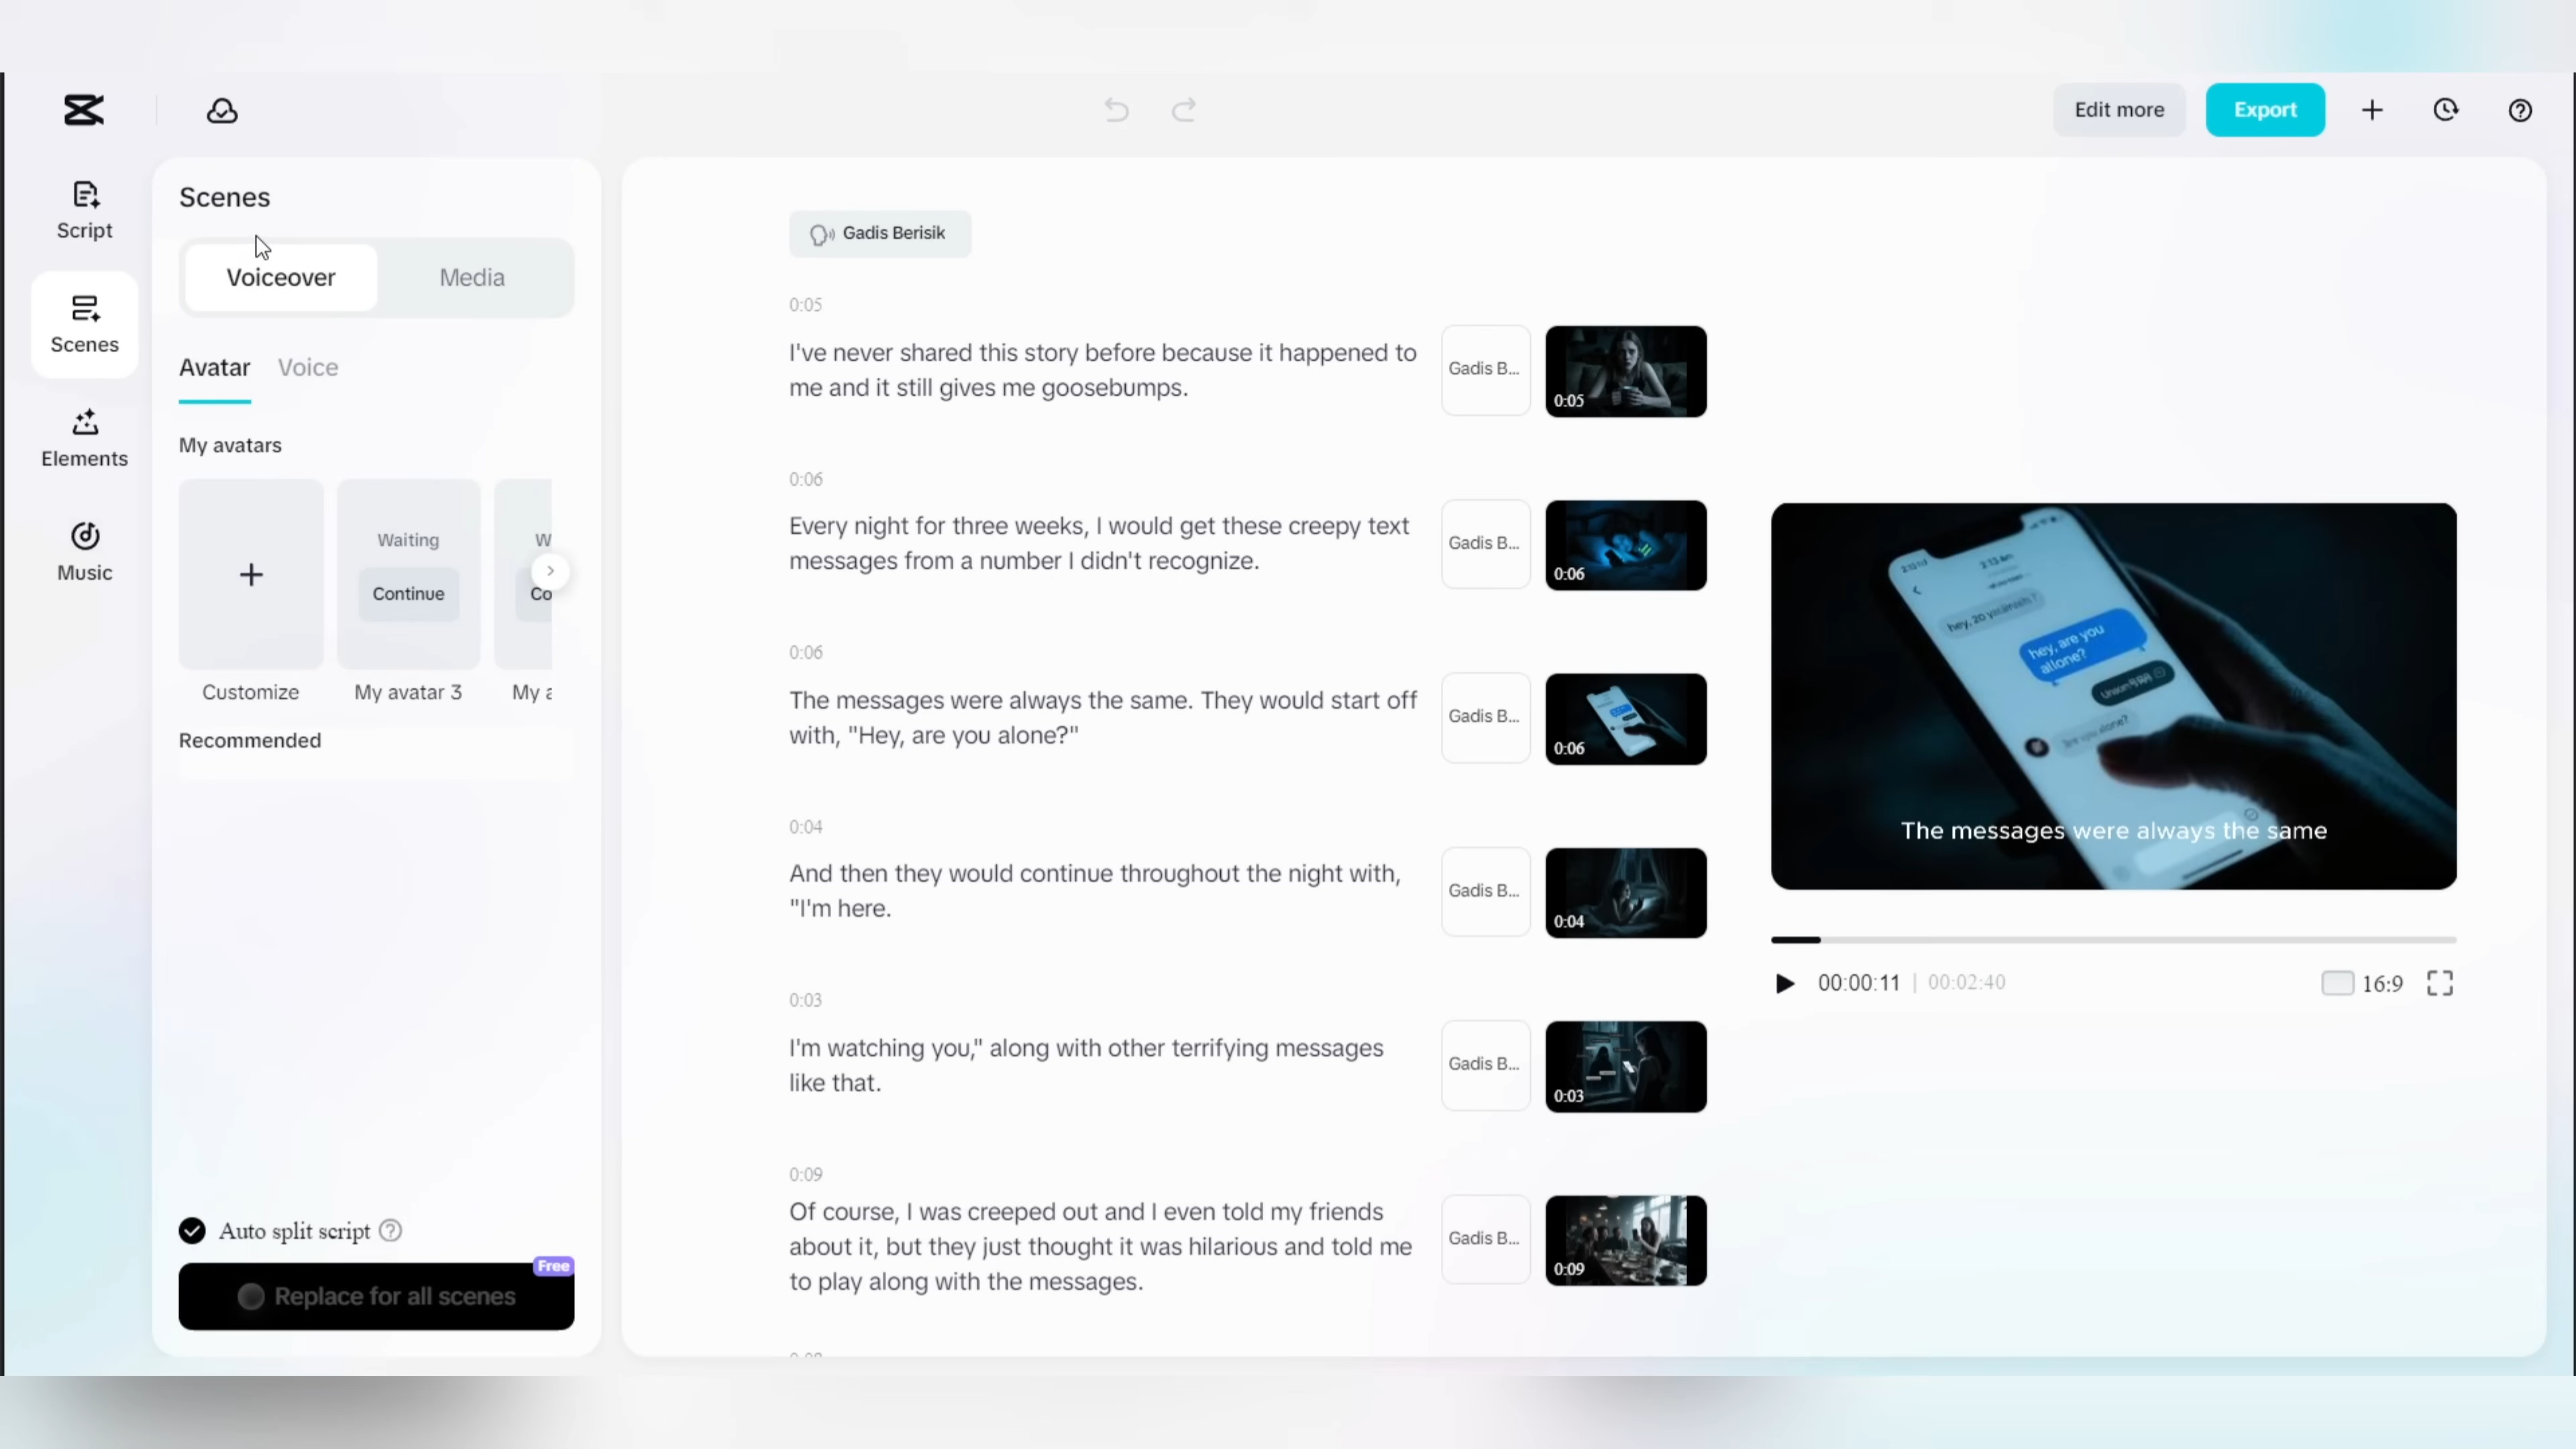 Edit more
Export
Script
Scenes
Elements
Music
Scenes
Voiceover
Media
Avatar
Voice
My avatars
Waiting
Continue
W
Co
Customize
My avatar 3
My a
Recommended
Auto split script
Free
Replace for all scenes
Gadis Berisik
0:05
I've never shared this story before because it happened to
me and it still gives me goosebumps.
Gadis B...
0:05
0:06
Every night for three weeks, I would get these creepy text
messages from a number I didn't recognize.
Gadis B...
0:06
0:06
The messages were always the same. They would start off
with, "Hey, are you alone?"
Gadis B...
0:06
0:04
And then they would continue throughout the night with,
"I'm here.
Gadis B...
0:04
0:03
I'm watching you," along with other terrifying messages
like that.
Gadis B...
0:03
0:09
Of course, I was creeped out and I even told my friends
about it, but they just thought it was hilarious and told me
to play along with the messages.
Gadis B...
0:09
hey, are you
allone?
The messages were always the same
00:00:11 | 00:02:40
16:9